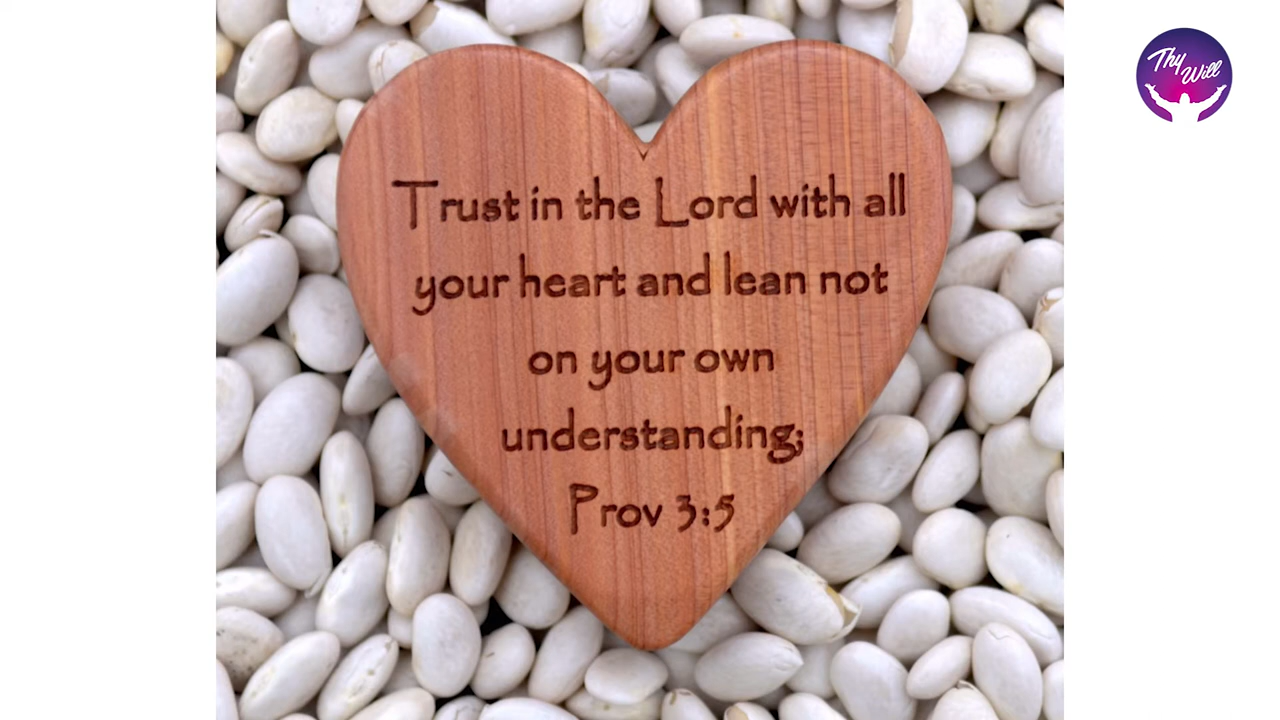 Thy
Will
Trust in the Lord with all
your heart and lean not
on your own
understanding;
Prov 3:5